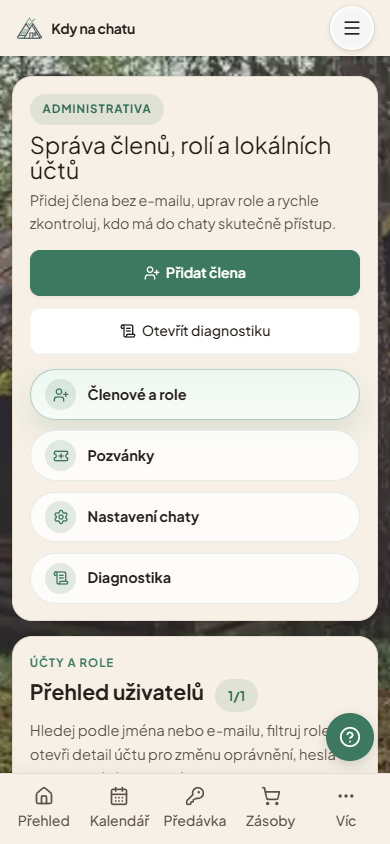 Kdy na chatu
ADMINISTRATIVA
Správa členů, rolí a lokálních
účtů
Přidej člena bez e-mailu, uprav role a rychle
zkontroluj, kdo má do chaty skutečně přístup.
Přidat člena
Otevřít diagnostiku
Členové a role
Pozvánky
Nastavení chaty
Diagnostika
ÚČTY A ROLE
Přehled uživatelů 1/1
Hledej podle jména nebo e-mailu, filtruj role
otevři detail účtu pro změnu oprávnění, hesla
Přehled Kalendář Předávka Zásoby Víc